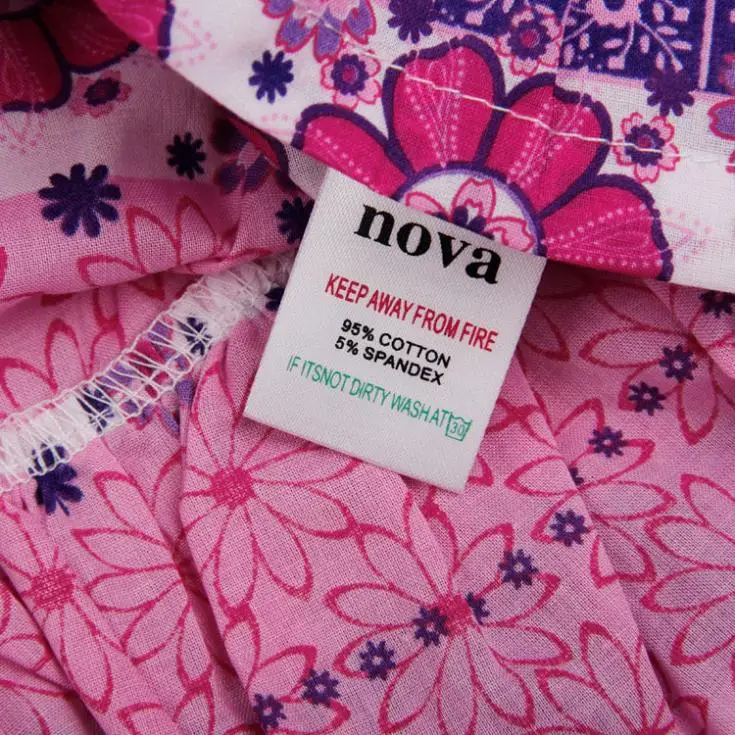 nova
KEEP AWAY FROM FIRE
95% COTTON
5% SPANDEX
IF ITSNOT DIRTY WASH AT 30